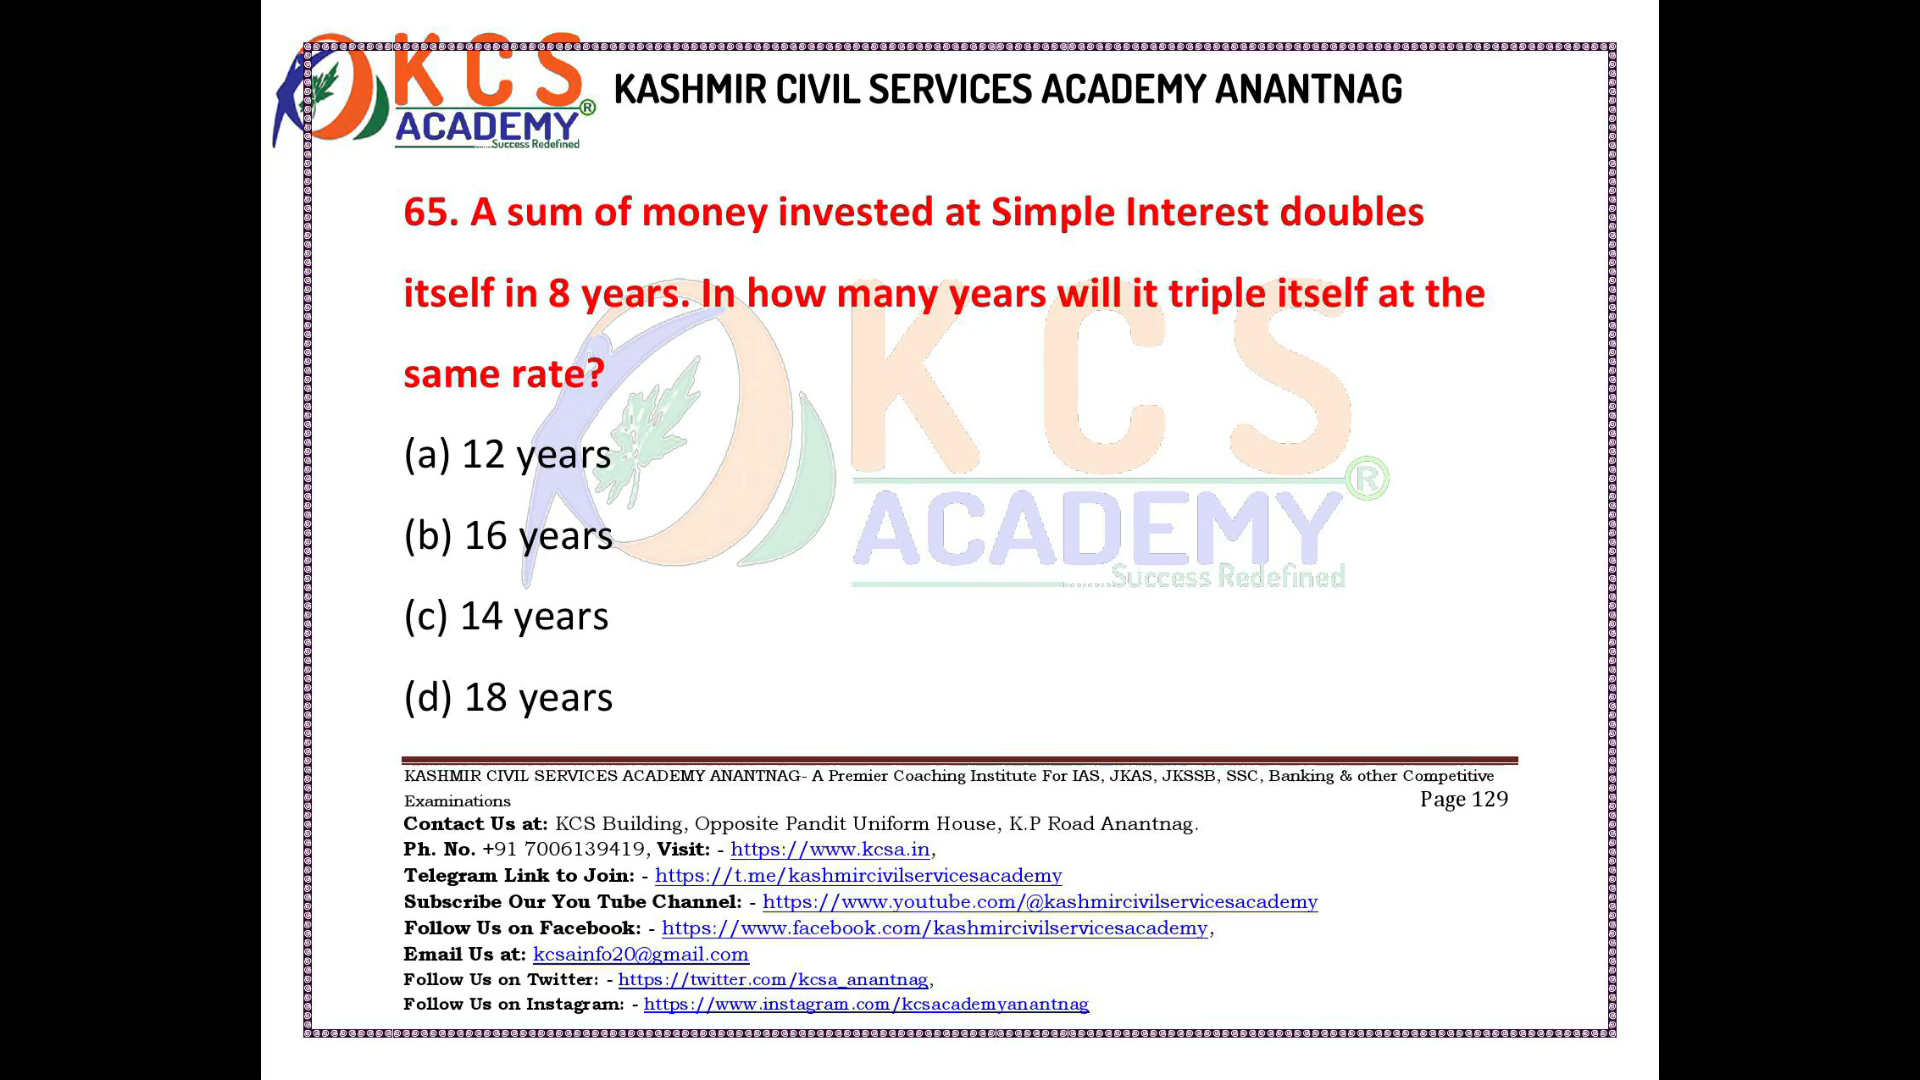 KCS
ACADEMY®
......Success Redefined
KASHMIR CIVIL SERVICES ACADEMY ANANTNAG
65. A sum of money invested at Simple Interest doubles
itself in 8 years. In how many years will it triple itself at the
same rate?
(a) 12 years
(b) 16 years
(c) 14 years
(d) 18 years
KCS
ACADEMY®
.......Success Redefined
KASHMIR CIVIL SERVICES ACADEMY ANANTNAG- A Premier Coaching Institute For IAS, JKAS, JKSSB, SSC, Banking & other Competitive
Examinations Page 129
Contact Us at: KCS Building, Opposite Pandit Uniform House, K.P Road Anantnag.
Ph. No. +91 7006139419, Visit: - https://www.kcsa.in,
Telegram Link to Join: - https://t.me/kashmircivilservicesacademy
Subscribe Our You Tube Channel: - https://www.youtube.com/@kashmircivilservicesacademy
Follow Us on Facebook: - https://www.facebook.com/kashmircivilservicesacademy,
Email Us at: kcsainfo20@gmail.com
Follow Us on Twitter: - https://twitter.com/kcsa_anantnag,
Follow Us on Instagram: - https://www.instagram.com/kcsacademyanantnag